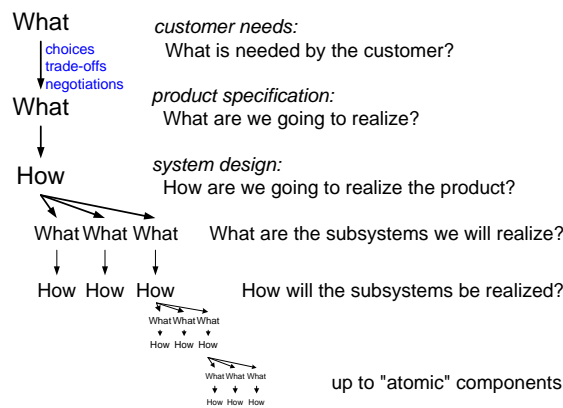 What
customer needs:
What is needed by the customer?
choices
trade-offs
negotiations
What
product specification:
What are we going to realize?
How
system design:
How are we going to realize the product?
What What What
What are the subsystems we will realize?
How How How
How will the subsystems be realized?
What What What
How How How
What What What
up to "atomic" components
How How How